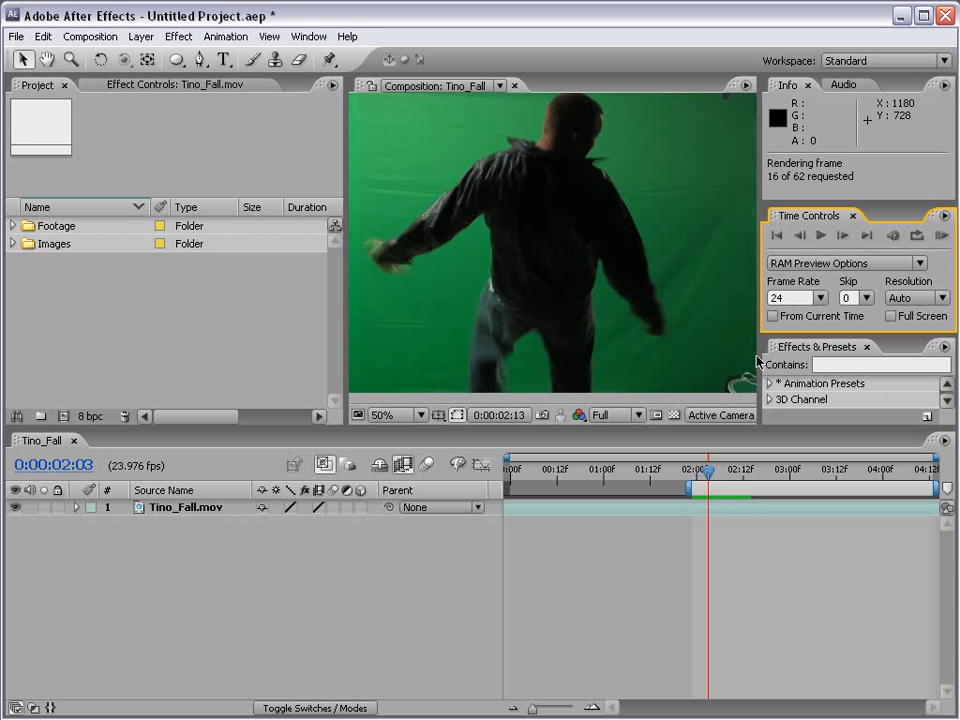 Adobe After Effects - Untitled Project.aep *
File Edit Composition Layer Effect Animation View Window Help
Workspace: Standard
Project Effect Controls: Tino_Fall.mov
Composition: Tino_Fall
Info Audio
R :
G :
B :
A : 0
X : 1180
Y : 728
Rendering frame
16 of 62 requested
Name Type Size Duration
Footage Folder
Images Folder
Time Controls
RAM Preview Options
Frame Rate Skip Resolution
24 0 Auto
From Current Time Full Screen
Effects & Presets
Contains:
* Animation Presets
3D Channel
8 bpc
50% 0:00:02:13 Full Active Camera
Tino_Fall
0:00:02:03 (23.976 fps)
00F 00:12F 01:00F 01:12F 02:00F 02:12F 03:00F 03:12F 04:00F 04:12F
# Source Name Parent
1 Tino_Fall.mov None
Toggle Switches / Modes